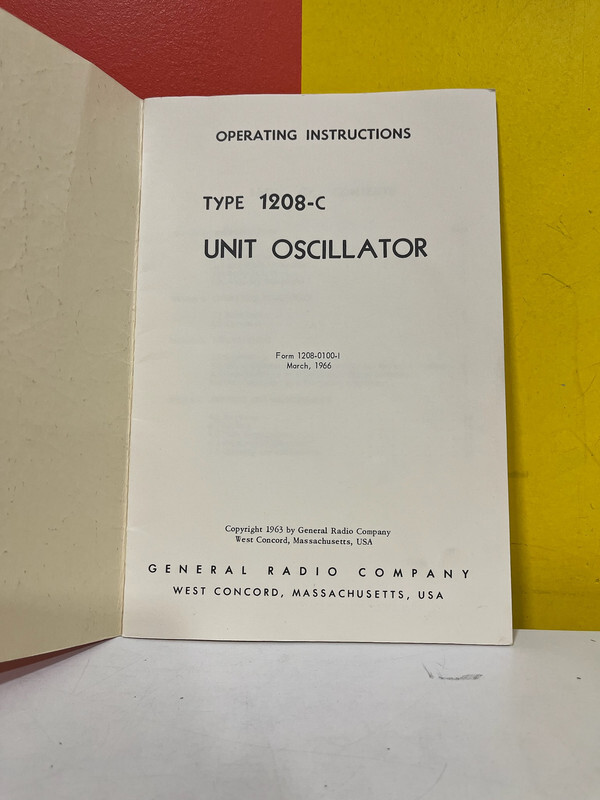 OPERATING INSTRUCTIONS
TYPE 1208-C
UNIT OSCILLATOR
Form 1208-0100-I
March, 1966
Copyright 1963 by General Radio Company
West Concord, Massachusetts, USA
GENERAL RADIO COMPANY
WEST CONCORD, MASSACHUSETTS, USA